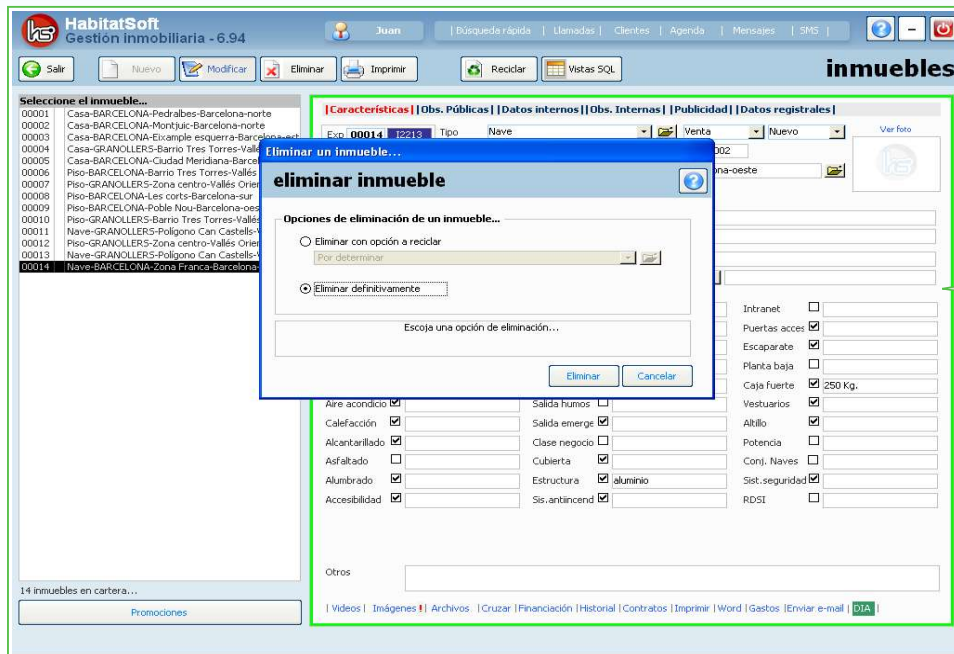 HabitatSoft
Gestión inmobiliaria - 6.94
Juan
| Búsqueda rápida | Llamadas | Clientes | Agenda | Mensajes | SMS |
Salir Nuevo Modificar Eliminar Imprimir Reciclar Vistas SQL
inmuebles
Seleccione el inmueble...
00001 Casa-BARCELONA-Pedralbes-Barcelona-norte
00002 Casa-BARCELONA-Montjuic-Barcelona-norte
00003 Casa-BARCELONA-Eixample esquerra-Barcelona-est
00004 Casa-GRANOLLERS-Barrio Tres Torres-Vallé
00005 Casa-BARCELONA-Ciudad Meridiana-Barcel
00006 Piso-BARCELONA-Barrio Tres Torres-Vallés
00007 Piso-GRANOLLERS-Zona centro-Vallés Orien
00008 Piso-BARCELONA-Les corts-Barcelona-sur
00009 Piso-BARCELONA-Poble Nou-Barcelona-oes
00010 Piso-GRANOLLERS-Barrio Tres Torres-Vallés
00011 Nave-GRANOLLERS-Polígono Can Castells-V
00012 Piso-GRANOLLERS-Zona centro-Vallés Orien
00013 Nave-GRANOLLERS-Polígono Can Castells-V
00014 Nave-BARCELONA-Zona Franca-Barcelona-
14 inmuebles en cartera...
Promociones
|Características| |Obs. Públicas| |Datos internos| |Obs. Internas| |Publicidad| |Datos registrales|
Exp 00014 I2213 Tipo Nave Venta Nuevo Ver foto
002
ona-oeste
Eliminar un inmueble...
eliminar inmueble
Opciones de eliminación de un inmueble...
Eliminar con opción a reciclar
Por determinar
Eliminar definitivamente
Escoja una opción de eliminación...
Eliminar Cancelar
Intranet
Puertas acces
Escaparate
Planta baja
Caja fuerte 250 Kg.
Aire acondicio Salida humos Vestuarios
Calefacción Salida emerge Altillo
Alcantarillado Clase negocio Potencia
Asfaltado Cubierta Conj. Naves
Alumbrado Estructura aluminio Sist.seguridad
Accesibilidad Sis.antiincend RDSI
Otros
| Videos | Imágenes ! | Archivos | Cruzar | Financiación | Historial | Contratos | Imprimir | Word | Gastos | Enviar e-mail | DIA |